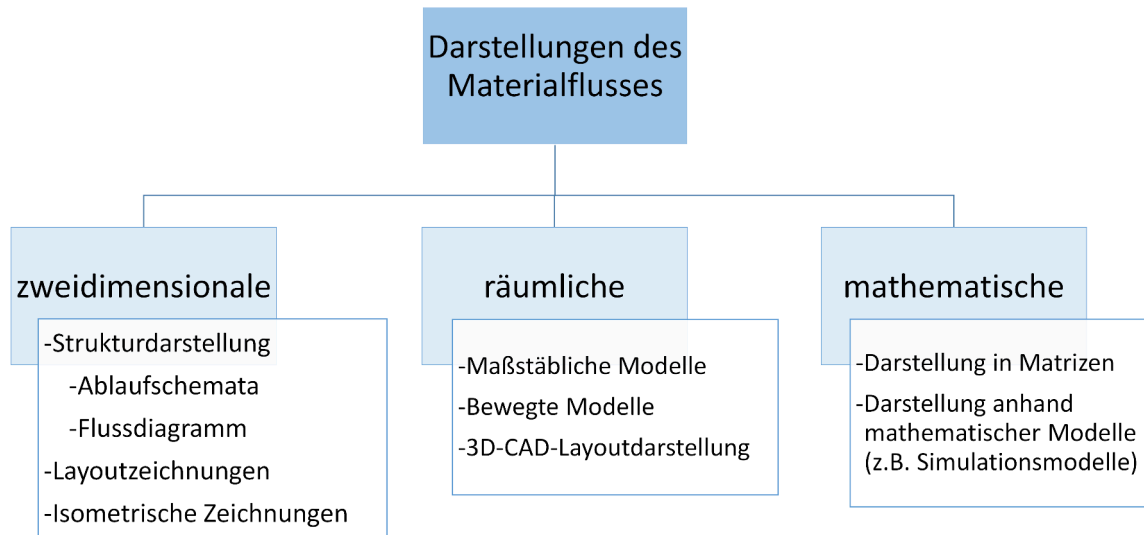 Darstellungen des
Materialflusses
zweidimensionale
-Strukturdarstellung
-Ablaufschemata
-Flussdiagramm
-Layoutzeichnungen
-Isometrische Zeichnungen
räumliche
-Maßstäbliche Modelle
-Bewegte Modelle
-3D-CAD-Layoutdarstellung
mathematische
-Darstellung in Matrizen
-Darstellung anhand
mathematischer Modelle
(z.B. Simulationsmodelle)